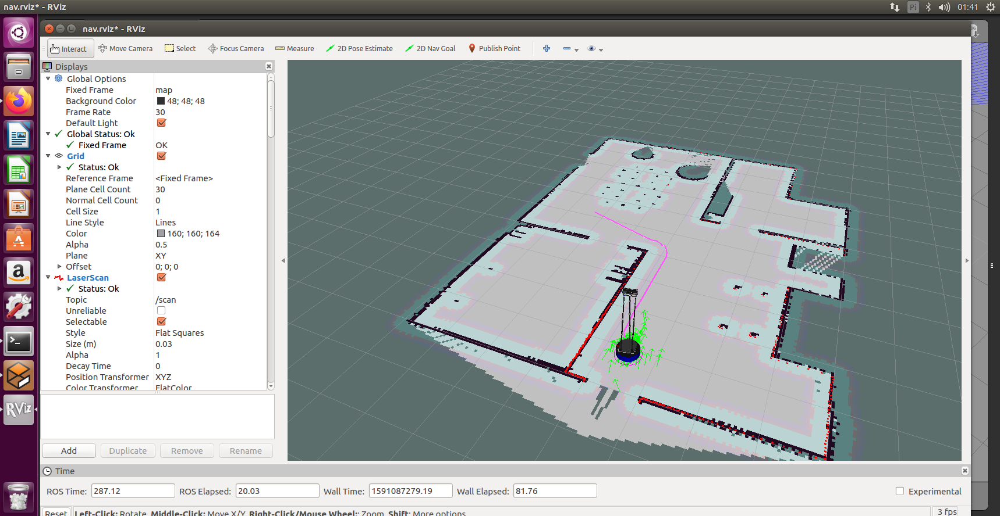 nav.rviz* - RViz
Pi
01:41
nav.rviz* - RViz
Interact Move Camera Select Focus Camera Measure 2D Pose Estimate 2D Nav Goal Publish Point
Displays
Global Options
Fixed Frame map
Background Color 48; 48; 48
Frame Rate 30
Default Light
Global Status: Ok
Fixed Frame OK
Grid
Status: Ok
Reference Frame <Fixed Frame>
Plane Cell Count 30
Normal Cell Count 0
Cell Size 1
Line Style Lines
Color 160; 160; 164
Alpha 0.5
Plane XY
Offset 0; 0; 0
LaserScan
Status: Ok
Topic /scan
Unreliable
Selectable
Style Flat Squares
Size (m) 0.03
Alpha 1
Decay Time 0
Position Transformer XYZ
Color Transformer FlatColor
Add Duplicate Remove Rename
Time
ROS Time: 287.12 ROS Elapsed: 20.03 Wall Time: 1591087279.19 Wall Elapsed: 81.76 Experimental
Reset Left-Click: Rotate. Middle-Click: Move X/Y. Right-Click/Mouse Wheel:: Zoom. Shift: More options. 3 fps
RViz